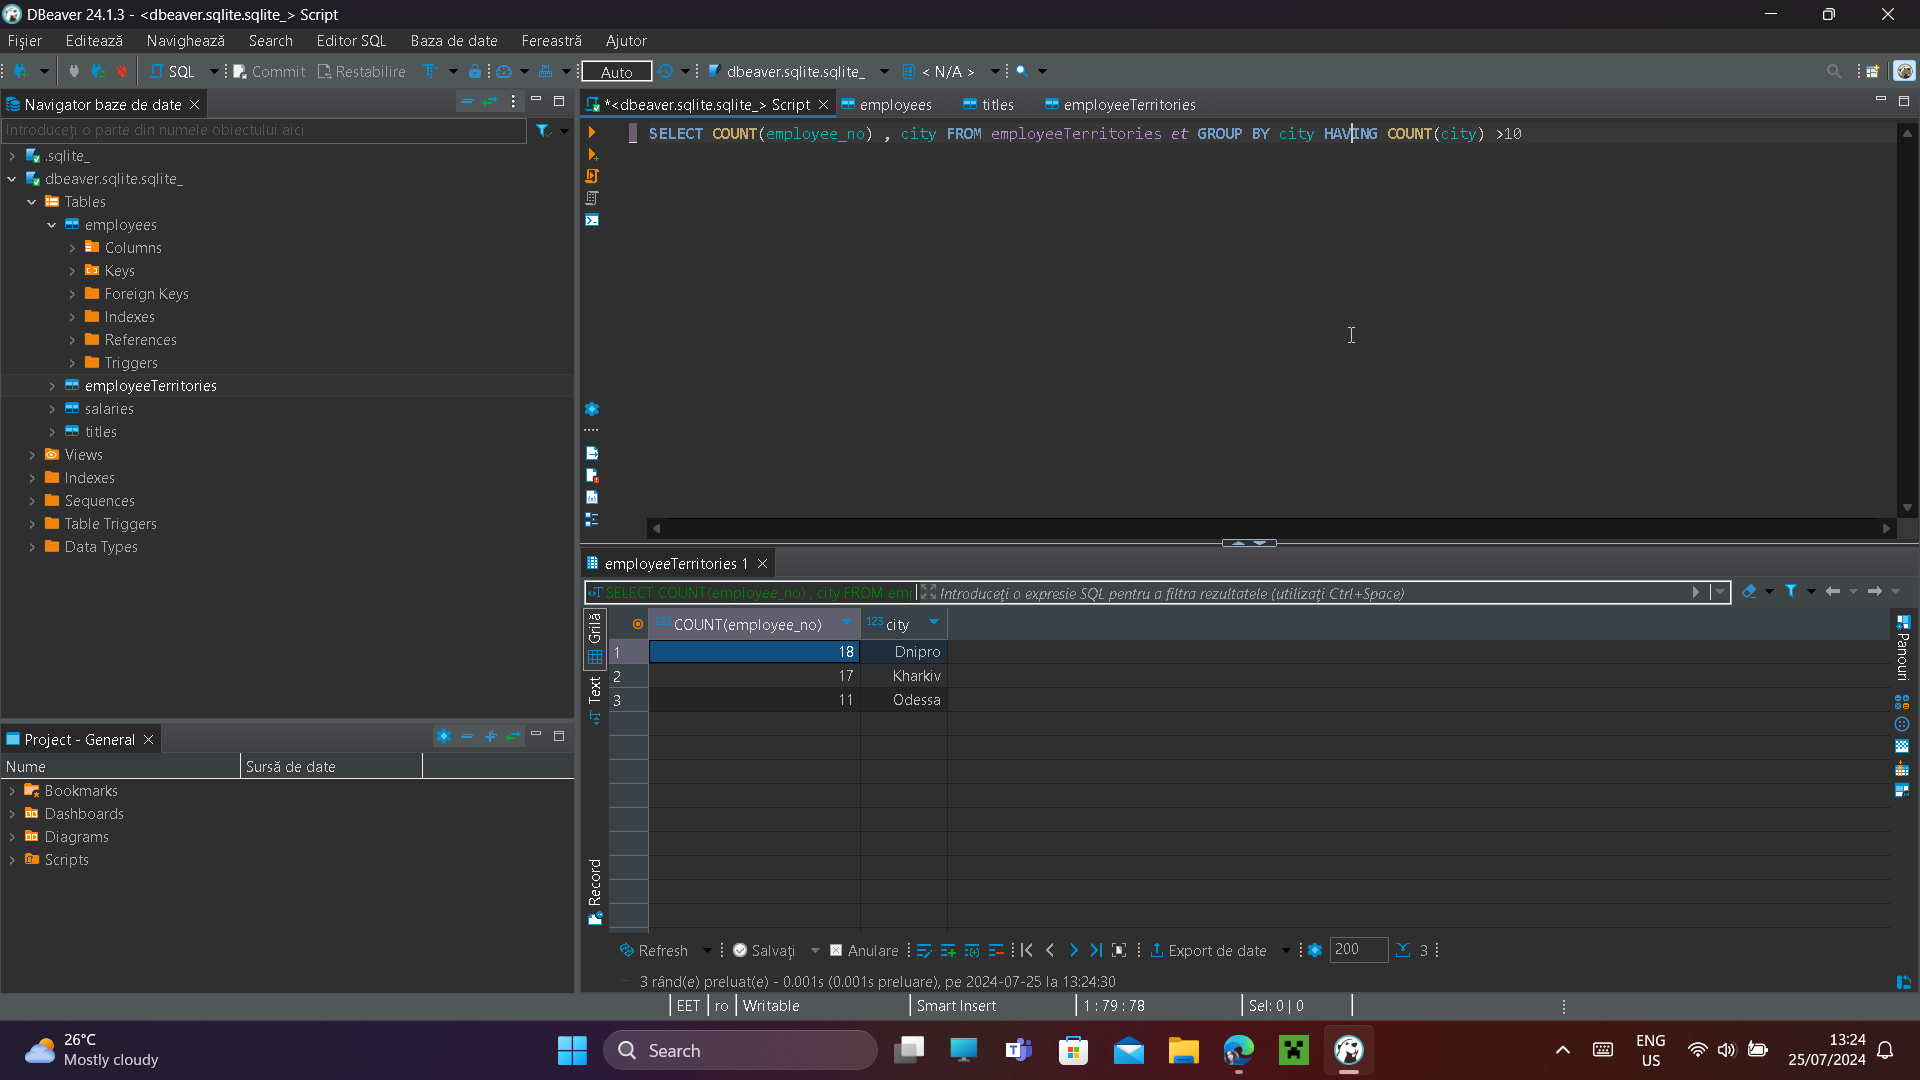 DBeaver 24.1.3 - <dbeaver.sqlite.sqlite_> Script
Fișier Editează Navighează Search Editor SQL Baza de date Fereastră Ajutor
SQL Commit Restabilire Auto dbeaver.sqlite.sqlite_ < N/A >
Navigator baze de date
*<dbeaver.sqlite.sqlite_> Script employees titles employeeTerritories
Introduceți o parte din numele obiectului aici
SELECT COUNT(employee_no) , city FROM employeeTerritories et GROUP BY city HAVING COUNT(city) >10
.sqlite_
dbeaver.sqlite.sqlite_
Tables
employees
Columns
Keys
Foreign Keys
Indexes
References
Triggers
employeeTerritories
salaries
titles
Views
Indexes
Sequences
Table Triggers
Data Types
employeeTerritories 1
SELECT COUNT(employee_no) , city FROM emp
Introduceți o expresie SQL pentru a filtra rezultatele (utilizați Ctrl+Space)
Grilă
Text
Record
Panouri
123 COUNT(employee_no) 123 city
1 18 Dnipro
2 17 Kharkiv
3 11 Odessa
Project - General
Nume Sursă de date
Bookmarks
Dashboards
Diagrams
Scripts
Refresh Salvați Anulare Export de date 200 3
3 rând(e) preluat(e) - 0.001s (0.001s preluare), pe 2024-07-25 la 13:24:30
EET ro Writable Smart Insert 1 : 79 : 78 Sel: 0 | 0
26°C
Mostly cloudy
Search
ENG
US
13:24
25/07/2024